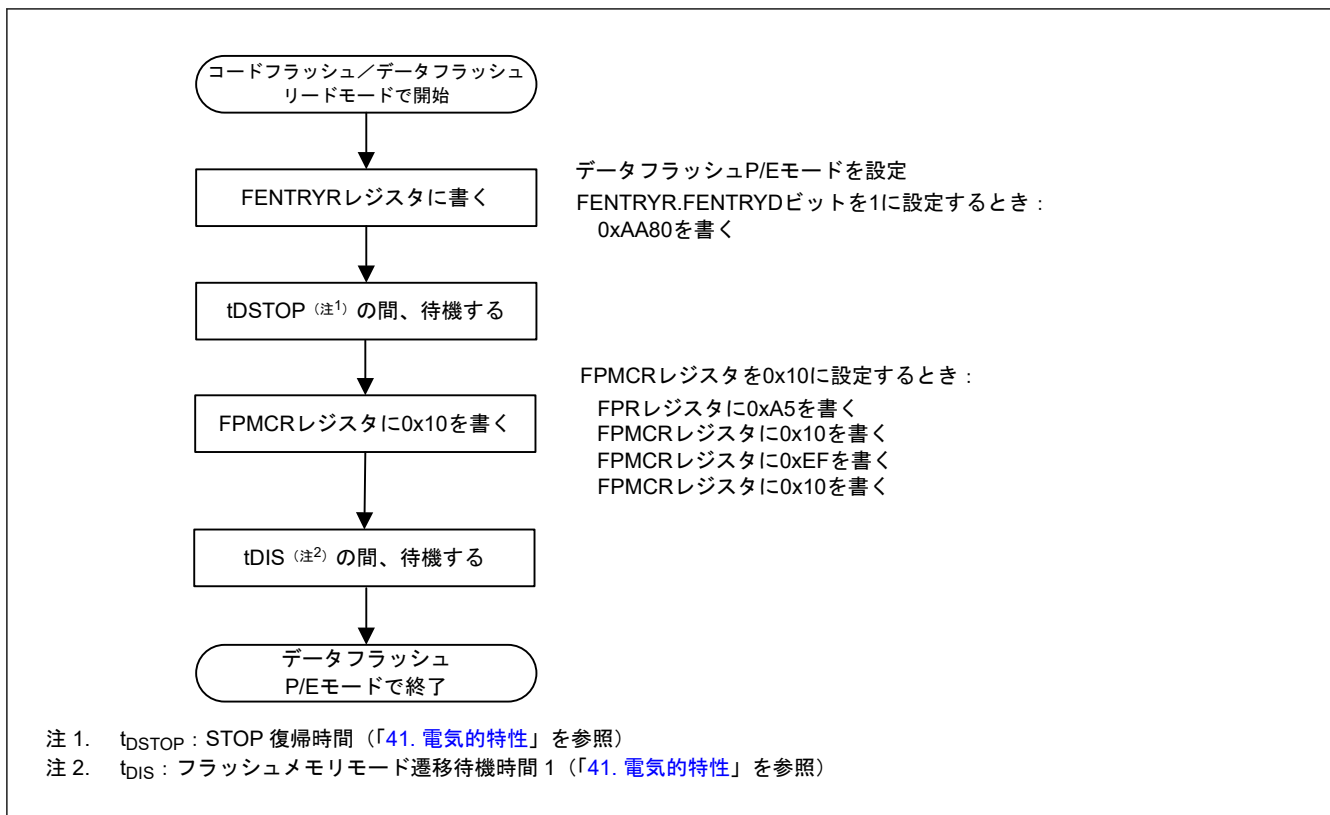 コードフラッシュ／データフラッシュ
リードモードで開始
FENTRYRレジスタに書く
データフラッシュP/Eモードを設定
FENTRYR.FENTRYDビットを1に設定するとき：
0xAA80を書く
tDSTOP（注1）の間、待機する
FPMCRレジスタに0x10を書く
FPMCRレジスタを0x10に設定するとき：
FPRレジスタに0xA5を書く
FPMCRレジスタに0x10を書く
FPMCRレジスタに0xEFを書く
FPMCRレジスタに0x10を書く
tDIS（注2）の間、待機する
データフラッシュ
P/Eモードで終了
注 1. tDSTOP：STOP 復帰時間（「41. 電気的特性」を参照）
注 2. tDIS：フラッシュメモリモード遷移待機時間 1（「41. 電気的特性」を参照）